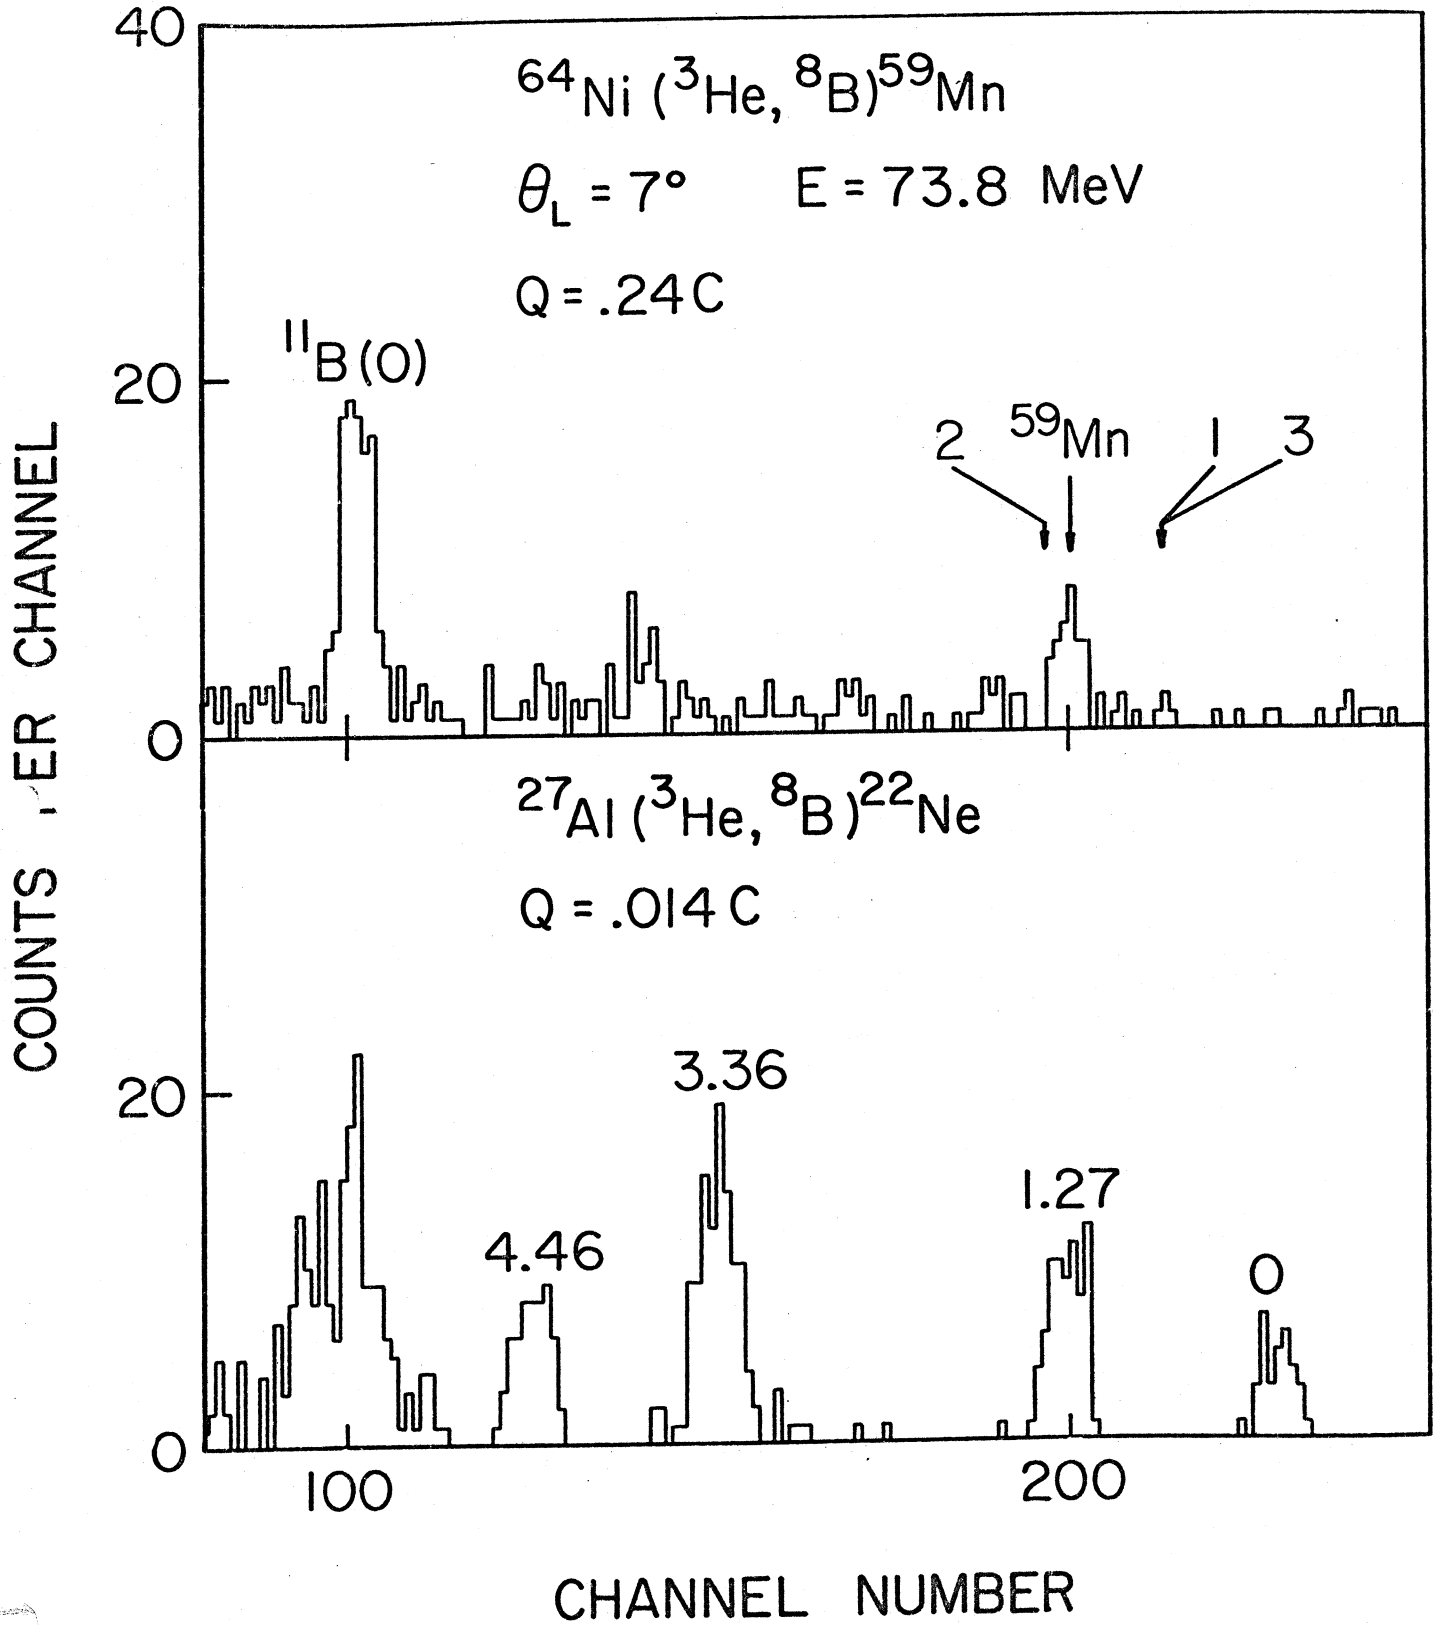 40
⁶⁴Ni (³He, ⁸B)⁵⁹Mn
θL = 7° E = 73.8 MeV
Q = .24 C
¹¹B(0)
20
2 ⁵⁹Mn 1 3
0
COUNTS ER CHANNEL
²⁷Al (³He, ⁸B)²²Ne
Q = .014 C
20
3.36
1.27
4.46
0
0
100 200
CHANNEL NUMBER